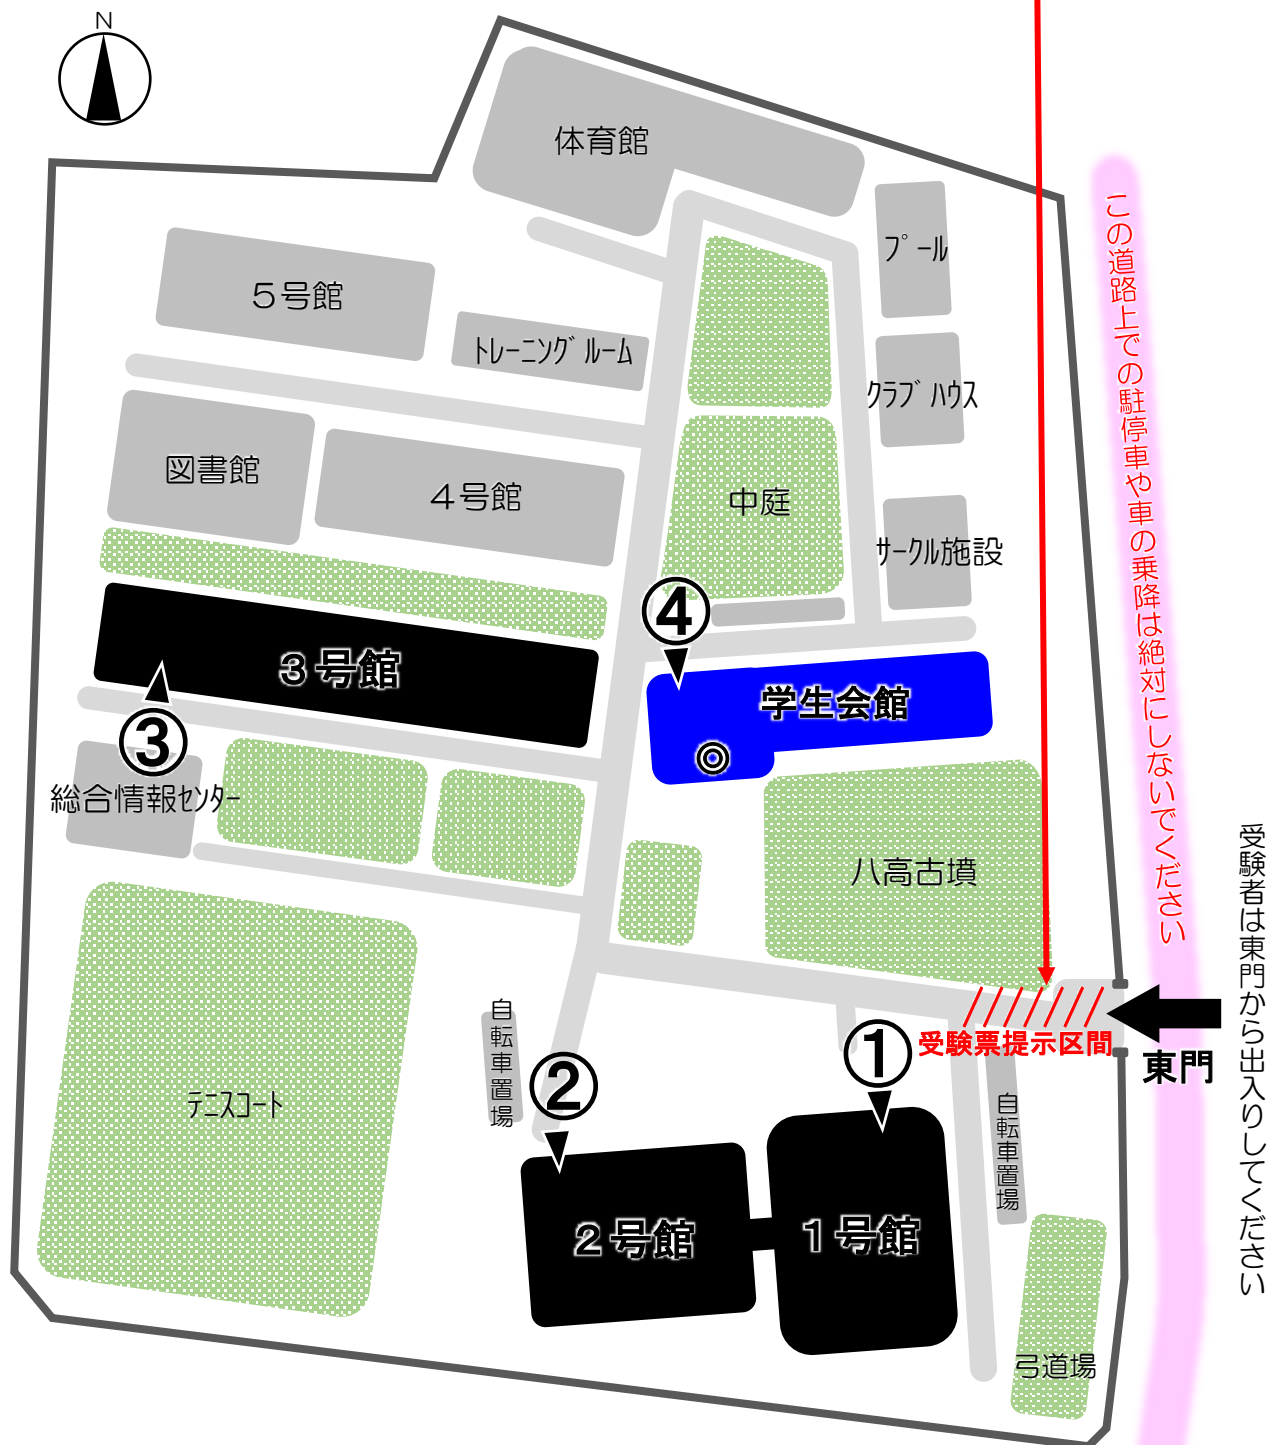 N
体育館
プール
５号館
トレーニングルーム
クラブハウス
図書館
４号館
中庭
サークル施設
④
３号館
学生会館
◎
③
総合情報センター
八高古墳
この道路上での駐停車や車の乗降は絶対にしないでください
受験者は東門から出入りしてください
受験票提示区間
東門
自転車置場
①
②
テニスコート
自転車置場
２号館
１号館
弓道場